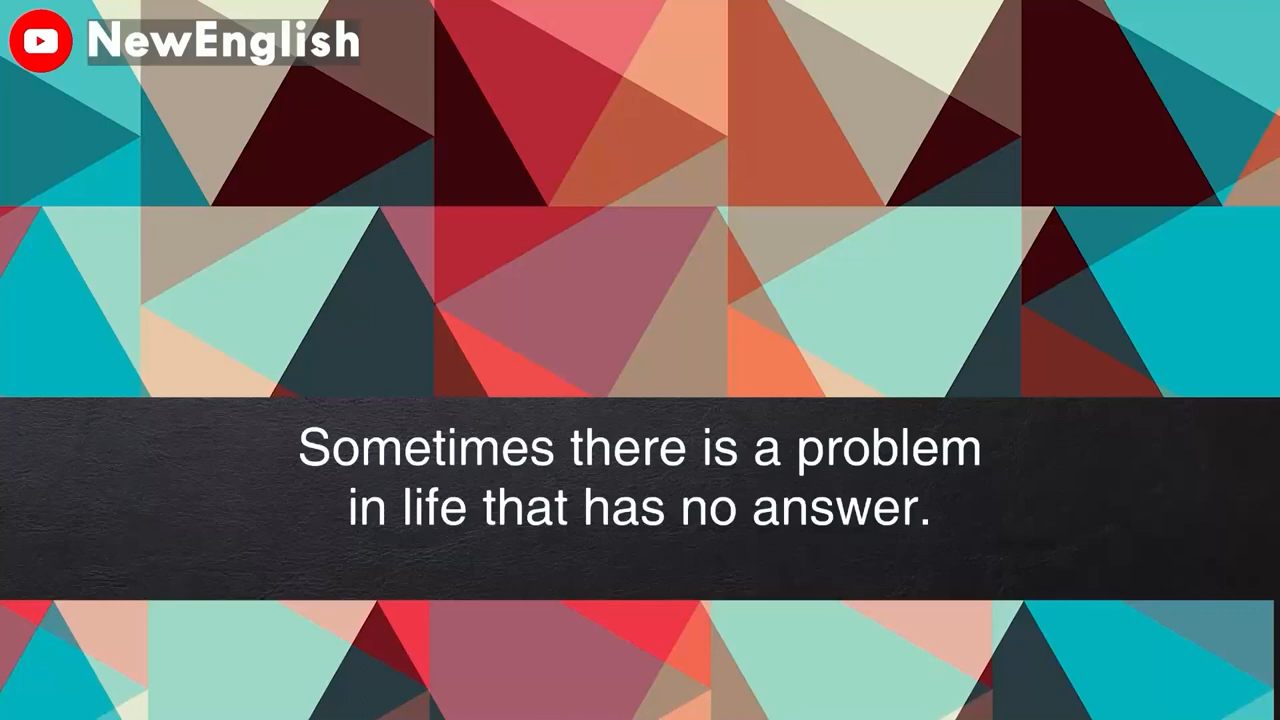 NewEnglish
Sometimes there is a problem
in life that has no answer.